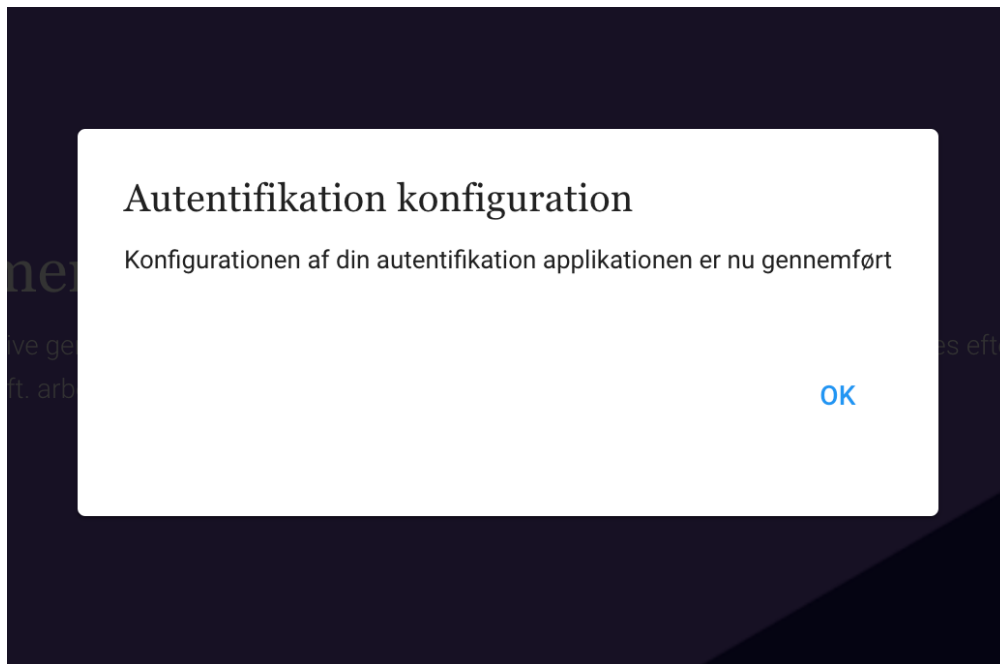 Autentifikation konfiguration
Konfigurationen af din autentifikation applikationen er nu gennemført
OK